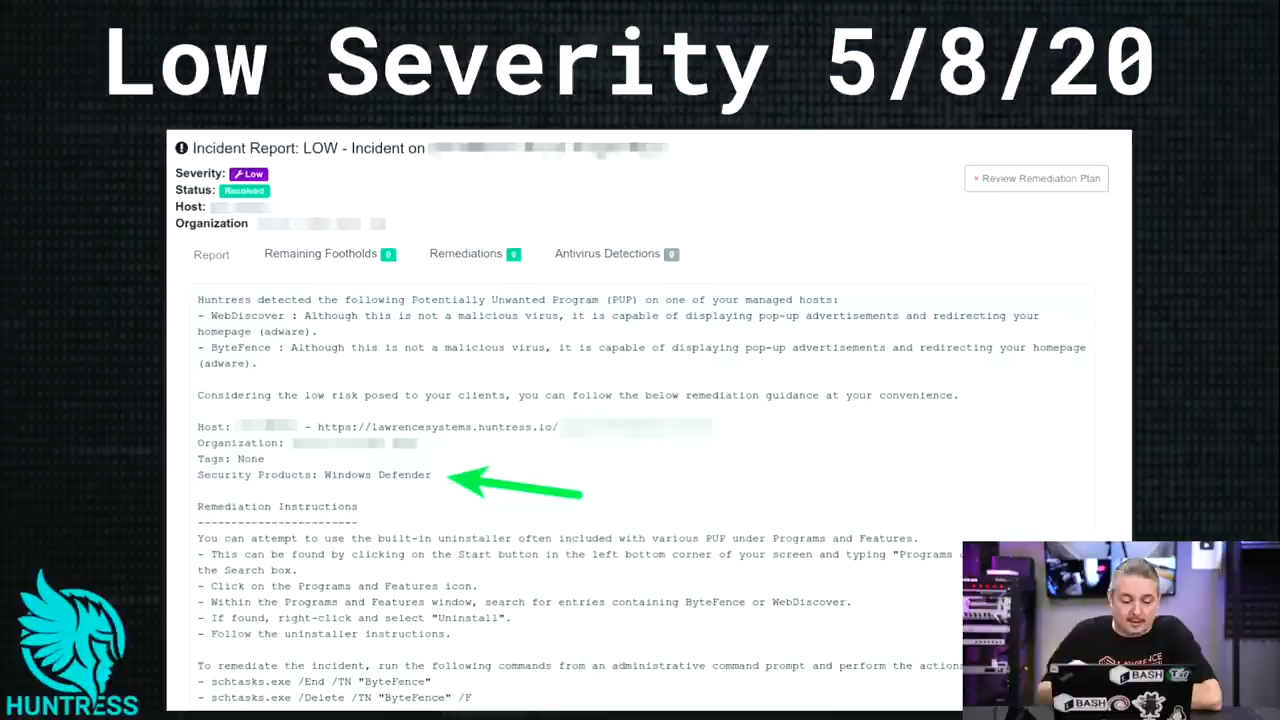 Low Severity 5/8/20
Incident Report: LOW - Incident on
Severity: Low
Status: Resolved
Host:
Organization
Review Remediation Plan
Report Remaining Footholds 0 Remediations 6 Antivirus Detections 0
Huntress detected the following Potentially Unwanted Program (PUP) on one of your managed hosts:
- WebDiscover : Although this is not a malicious virus, it is capable of displaying pop-up advertisements and redirecting your
homepage (adware).
- ByteFence : Although this is not a malicious virus, it is capable of displaying pop-up advertisements and redirecting your homepage
(adware).
Considering the low risk posed to your clients, you can follow the below remediation guidance at your convenience.
Host: - https://lawrencesystems.huntress.io/
Organization:
Tags: None
Security Products: Windows Defender
Remediation Instructions
------------------------
You can attempt to use the built-in uninstaller often included with various PUP under Programs and Features.
- This can be found by clicking on the Start button in the left bottom corner of your screen and typing "Programs
the Search box.
- Click on the Programs and Features icon.
- Within the Programs and Features window, search for entries containing ByteFence or WebDiscover.
- If found, right-click and select "Uninstall".
- Follow the uninstaller instructions.
To remediate the incident, run the following commands from an administrative command prompt and perform the actions
- schtasks.exe /End /TN "ByteFence"
- schtasks.exe /Delete /TN "ByteFence" /F
HUNTRESS
LAWRENCE
BASH
BASH